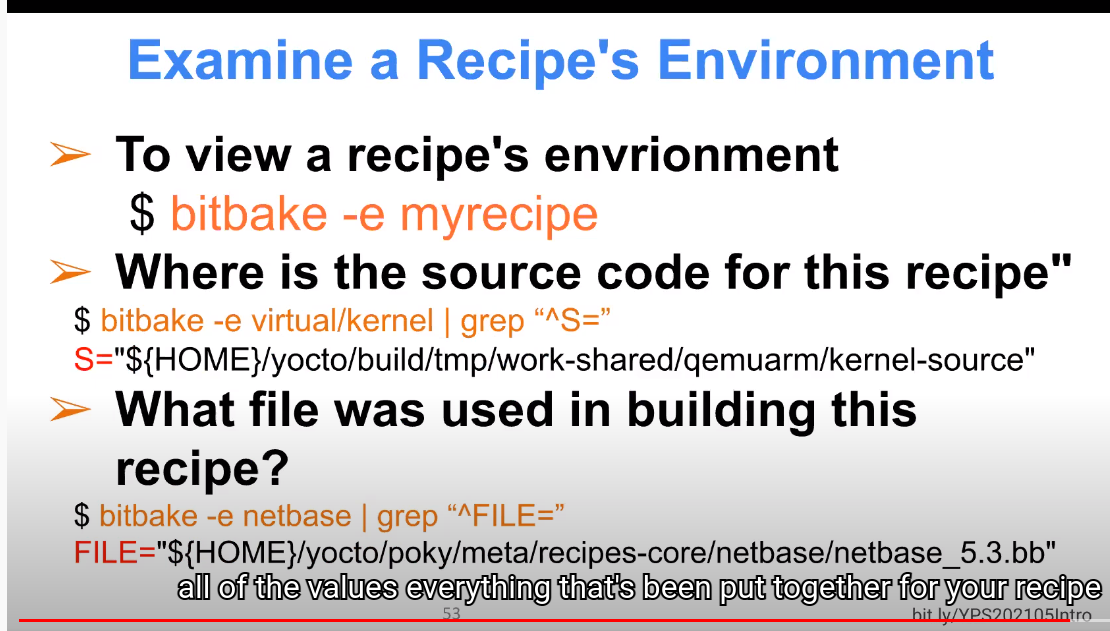 Examine a Recipe's Environment
➢ To view a recipe's envrionment
$ bitbake -e myrecipe
➢ Where is the source code for this recipe"
$ bitbake -e virtual/kernel | grep “^S=”
S="${HOME}/yocto/build/tmp/work-shared/qemuarm/kernel-source"
➢ What file was used in building this
recipe?
$ bitbake -e netbase | grep “^FILE=”
FILE="${HOME}/yocto/poky/meta/recipes-core/netbase/netbase_5.3.bb"
all of the values everything that's been put together for your recipe
53
bit.ly/YPS202105Intro